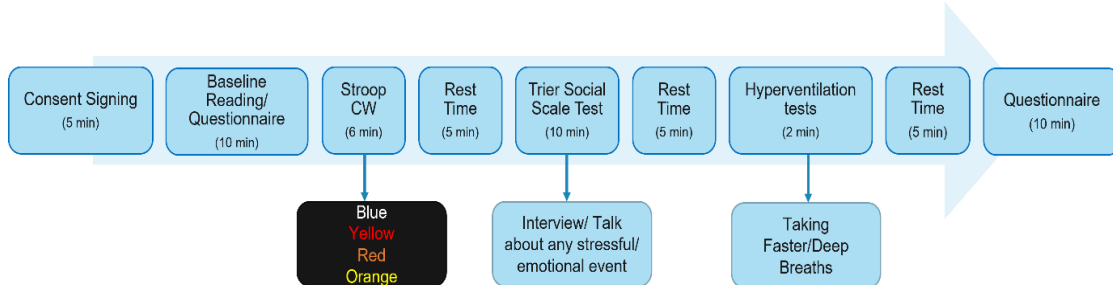 Consent Signing
(5 min)
Baseline
Reading/
Questionnaire
(10 min)
Stroop
CW
(6 min)
Rest
Time
(5 min)
Trier Social
Scale Test
(10 min)
Rest
Time
(5 min)
Hyperventilation
tests
(2 min)
Rest
Time
(5 min)
Questionnaire
(10 min)
Blue
Yellow
Red
Orange
Interview/ Talk
about any stressful/
emotional event
Taking
Faster/Deep
Breaths